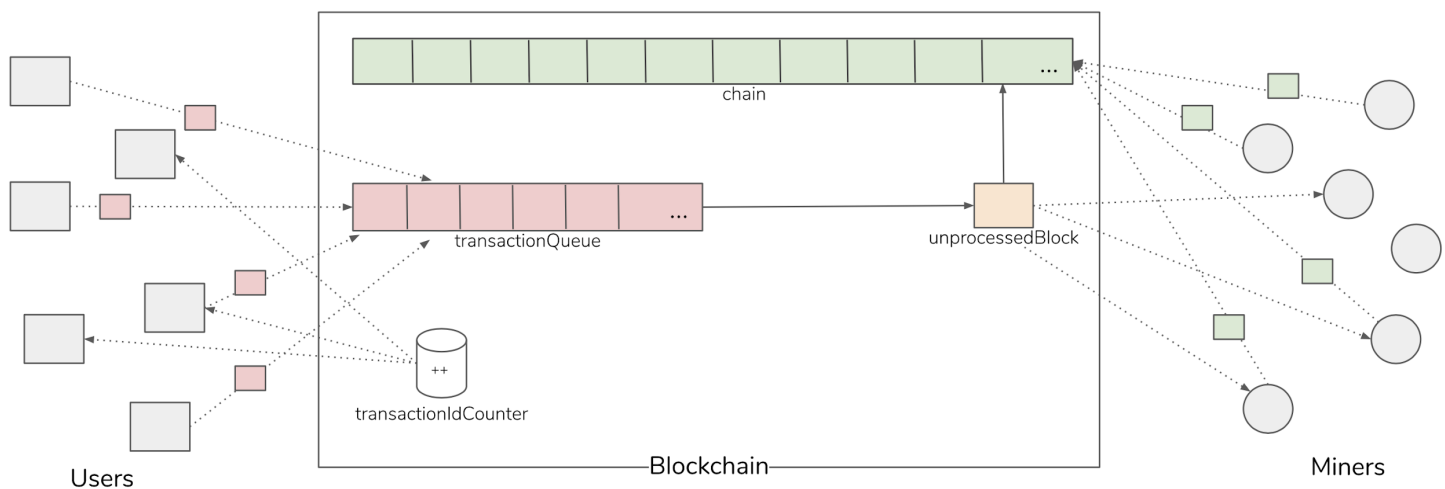 ...
chain
...
transactionQueue
unprocessedBlock
++
transactionIdCounter
Blockchain
Users
Miners